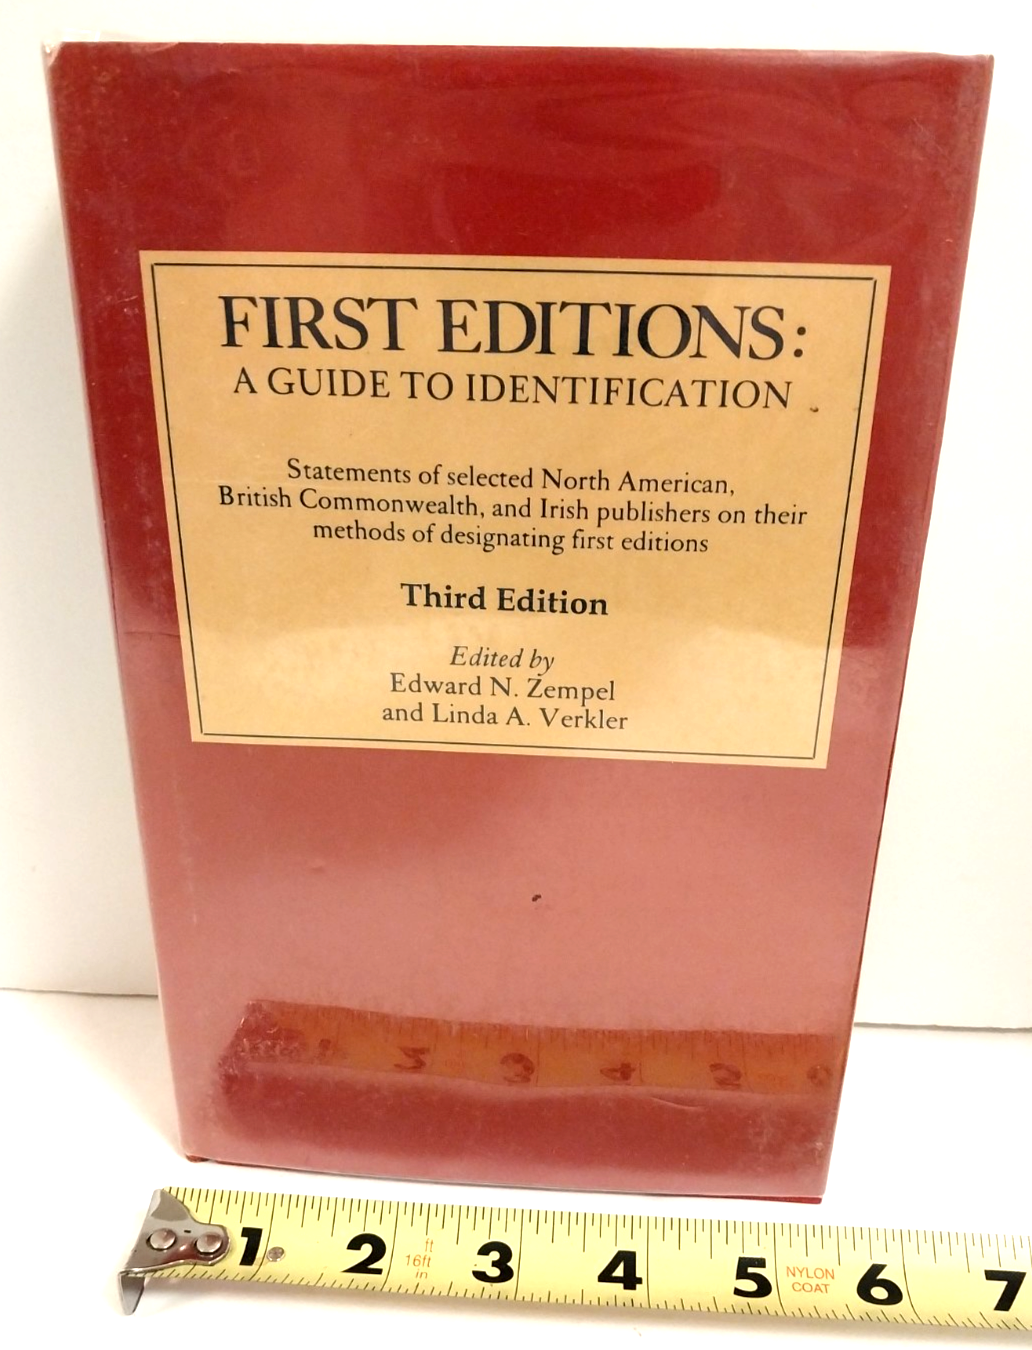 FIRST EDITIONS:
A GUIDE TO IDENTIFICATION
Statements of selected North American,
British Commonwealth, and Irish publishers on their
methods of designating first editions
Third Edition
Edited by
Edward N. Zempel
and Linda A. Verkler
1 2 ft 16ft in 3 4 5 NYLON COAT 6 7